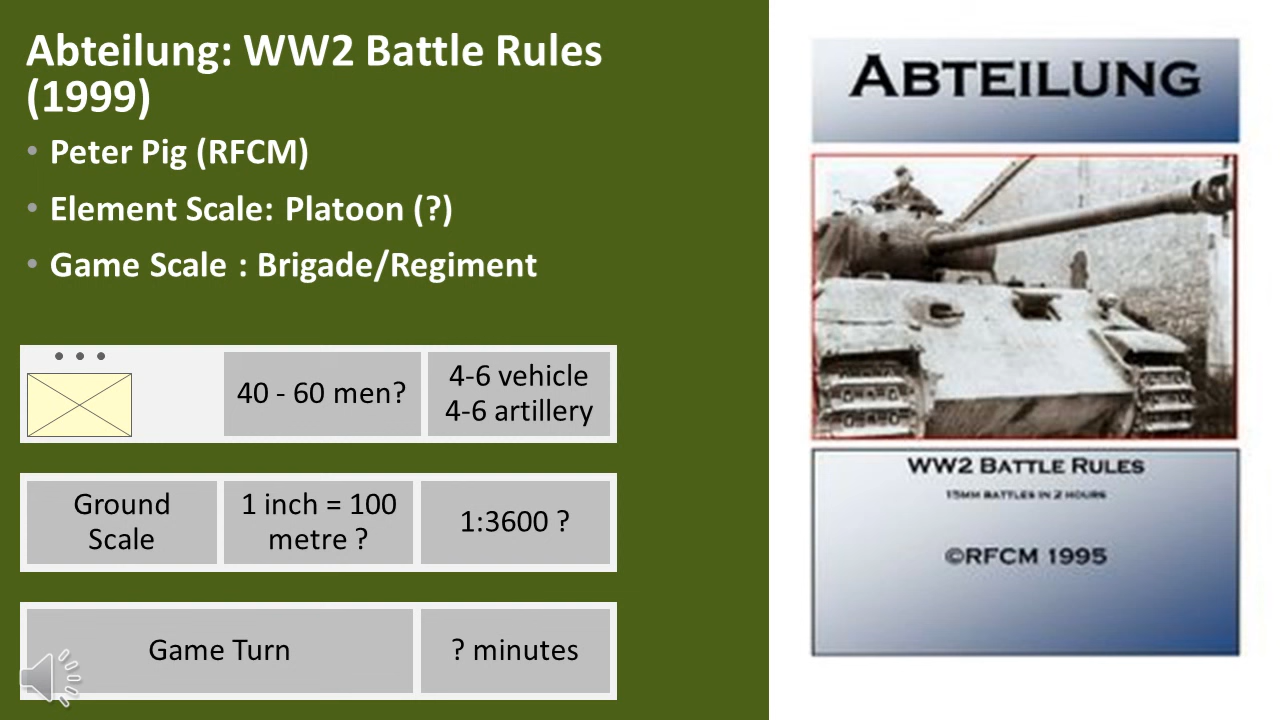 Abteilung: WW2 Battle Rules
(1999)
• Peter Pig (RFCM)
• Element Scale: Platoon (?)
• Game Scale : Brigade/Regiment
40 - 60 men?
4-6 vehicle
4-6 artillery
Ground
Scale
1 inch = 100
metre ?
1:3600 ?
Game Turn
? minutes
ABTEILUNG
WW2 BATTLE RULES
15MM BATTLES IN 2 HOURS
©RFCM 1995